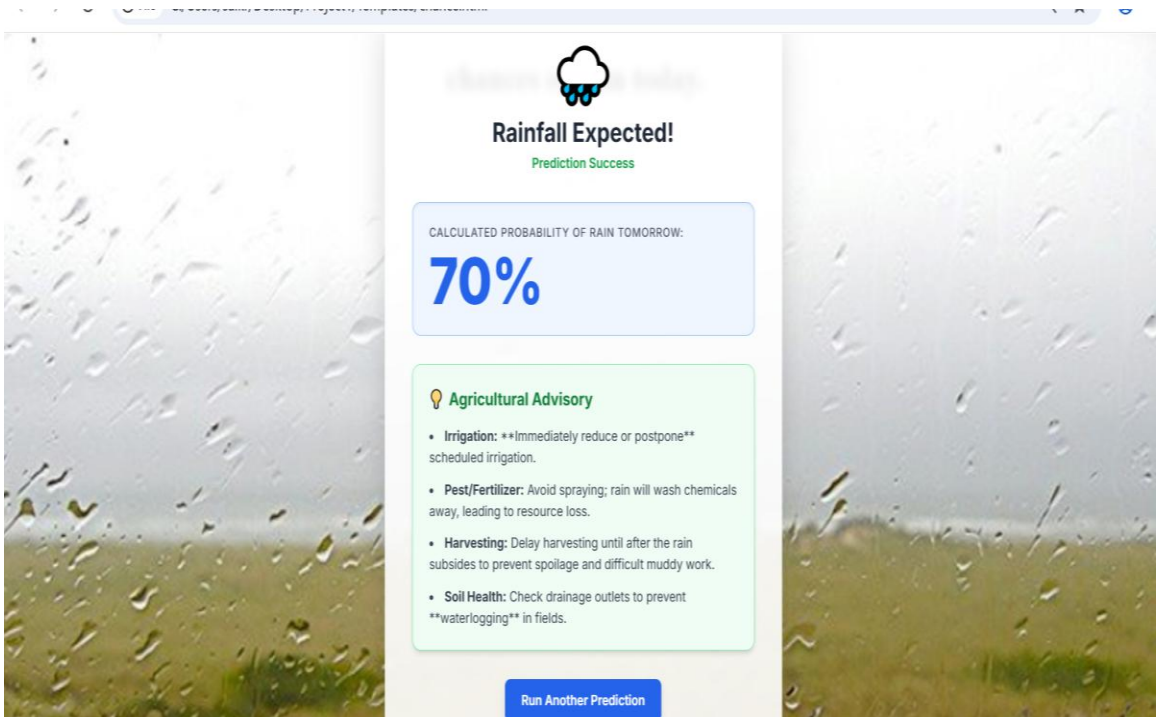 Rainfall Expected!
Prediction Success
CALCULATED PROBABILITY OF RAIN TOMORROW:
70%
Agricultural Advisory
• Irrigation: **Immediately reduce or postpone**
scheduled irrigation.
• Pest/Fertilizer: Avoid spraying; rain will wash chemicals
away, leading to resource loss.
• Harvesting: Delay harvesting until after the rain
subsides to prevent spoilage and difficult muddy work.
• Soil Health: Check drainage outlets to prevent
**waterlogging** in fields.
Run Another Prediction